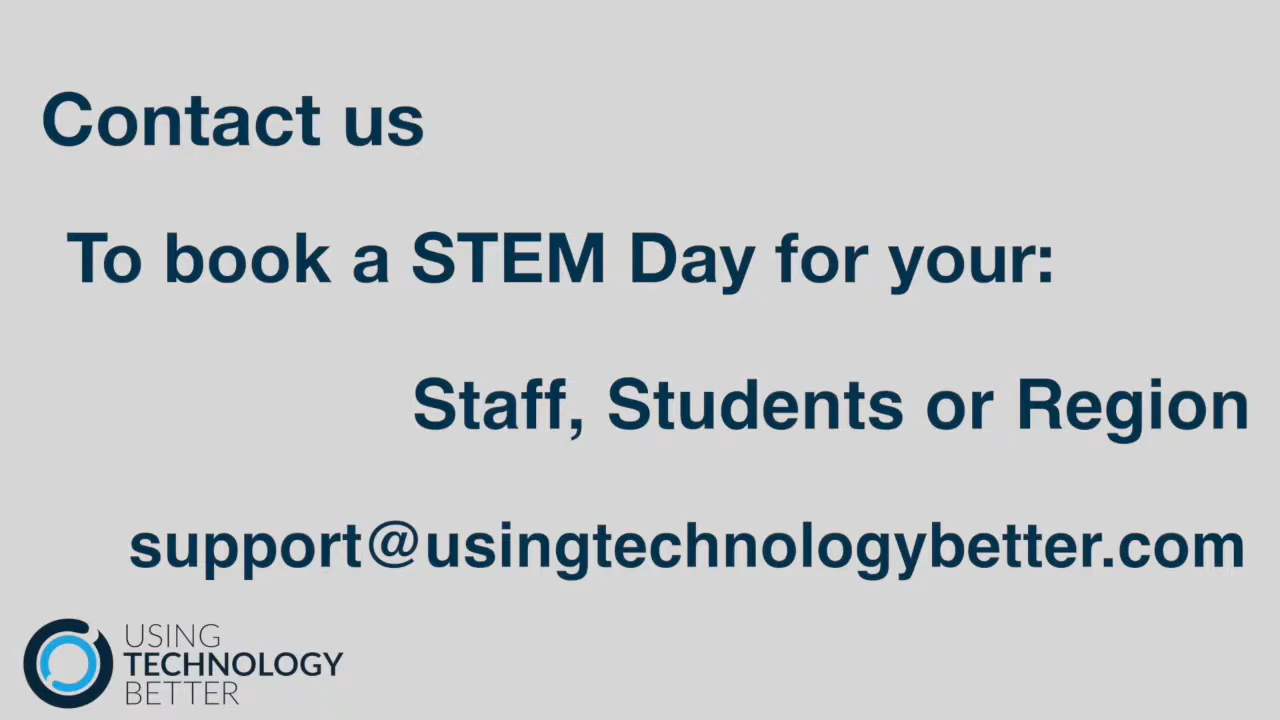 Contact us
To book a STEM Day for your:
Staff, Students or Region
support@usingtechnologybetter.com
USING
TECHNOLOGY
BETTER